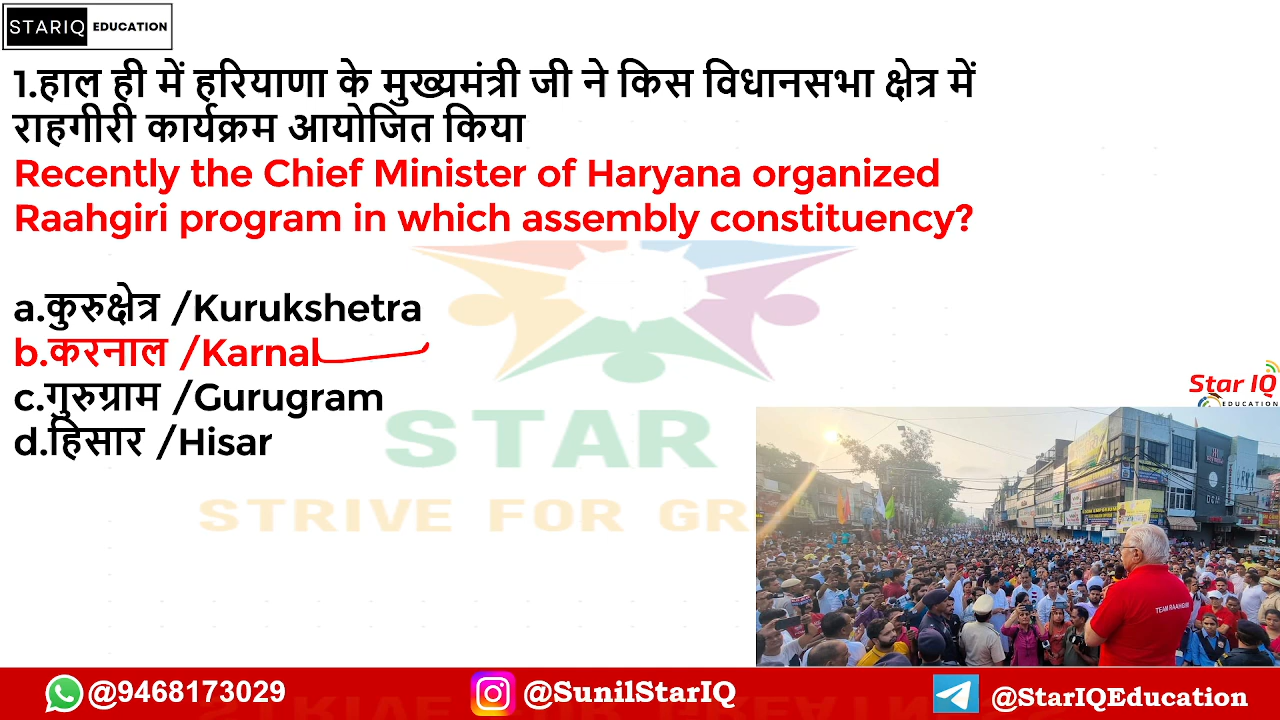 STARIQ EDUCATION
1.हाल ही में हरियाणा के मुख्यमंत्री जी ने किस विधानसभा क्षेत्र में
राहगीरी कार्यक्रम आयोजित किया
Recently the Chief Minister of Haryana organized
Raahgiri program in which assembly constituency?
a.कुरुक्षेत्र /Kurukshetra
b.करनाल /Karnal
c.गुरुग्राम /Gurugram
d.हिसार /Hisar
Star IQ
EDUCATION
STAR
STRIVE FOR GR
TEAM RAAHGIRI
@9468173029 @SunilStarIQ @StarIQEducation